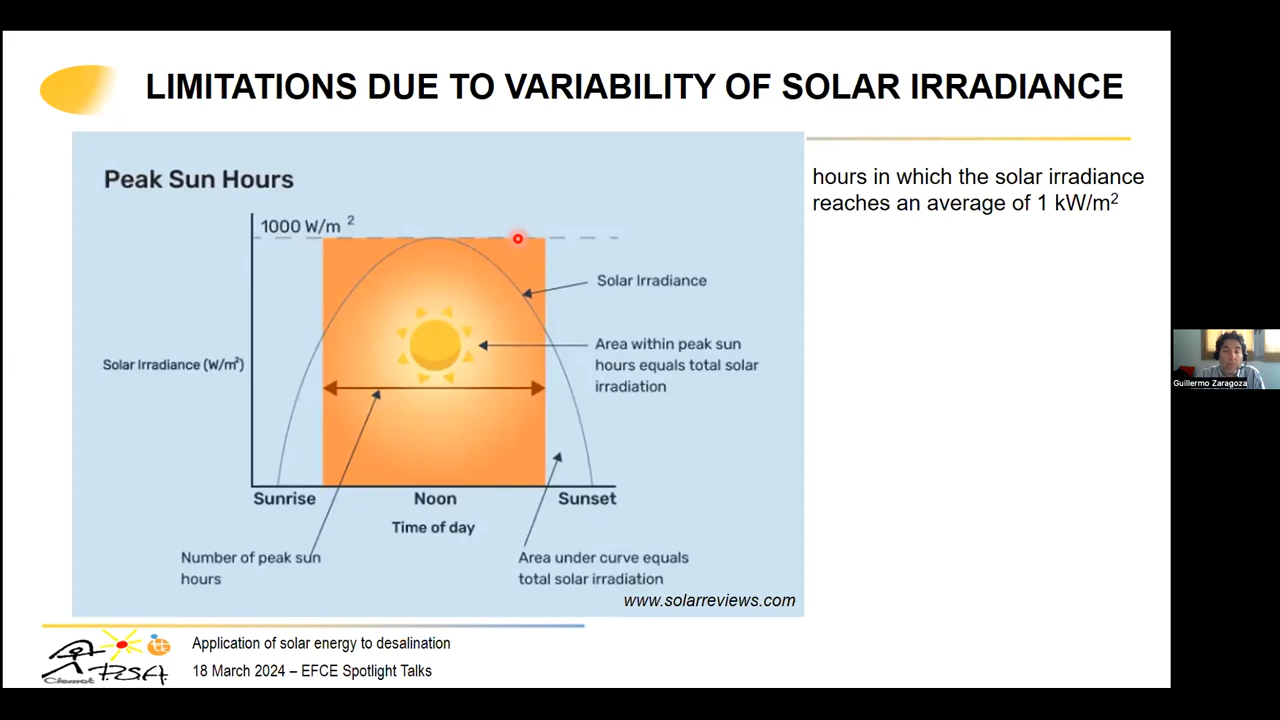 LIMITATIONS DUE TO VARIABILITY OF SOLAR IRRADIANCE
Peak Sun Hours
1000 W/m 2
Solar Irradiance
Area within peak sun
hours equals total solar
irradiation
Solar Irradiance (W/m²)
Sunrise
Noon
Sunset
Time of day
Number of peak sun
hours
Area under curve equals
total solar irradiation
www.solarreviews.com
hours in which the solar irradiance
reaches an average of 1 kW/m²
Guillermo Zaragoza
Ciemat
PSA
Application of solar energy to desalination
18 March 2024 – EFCE Spotlight Talks